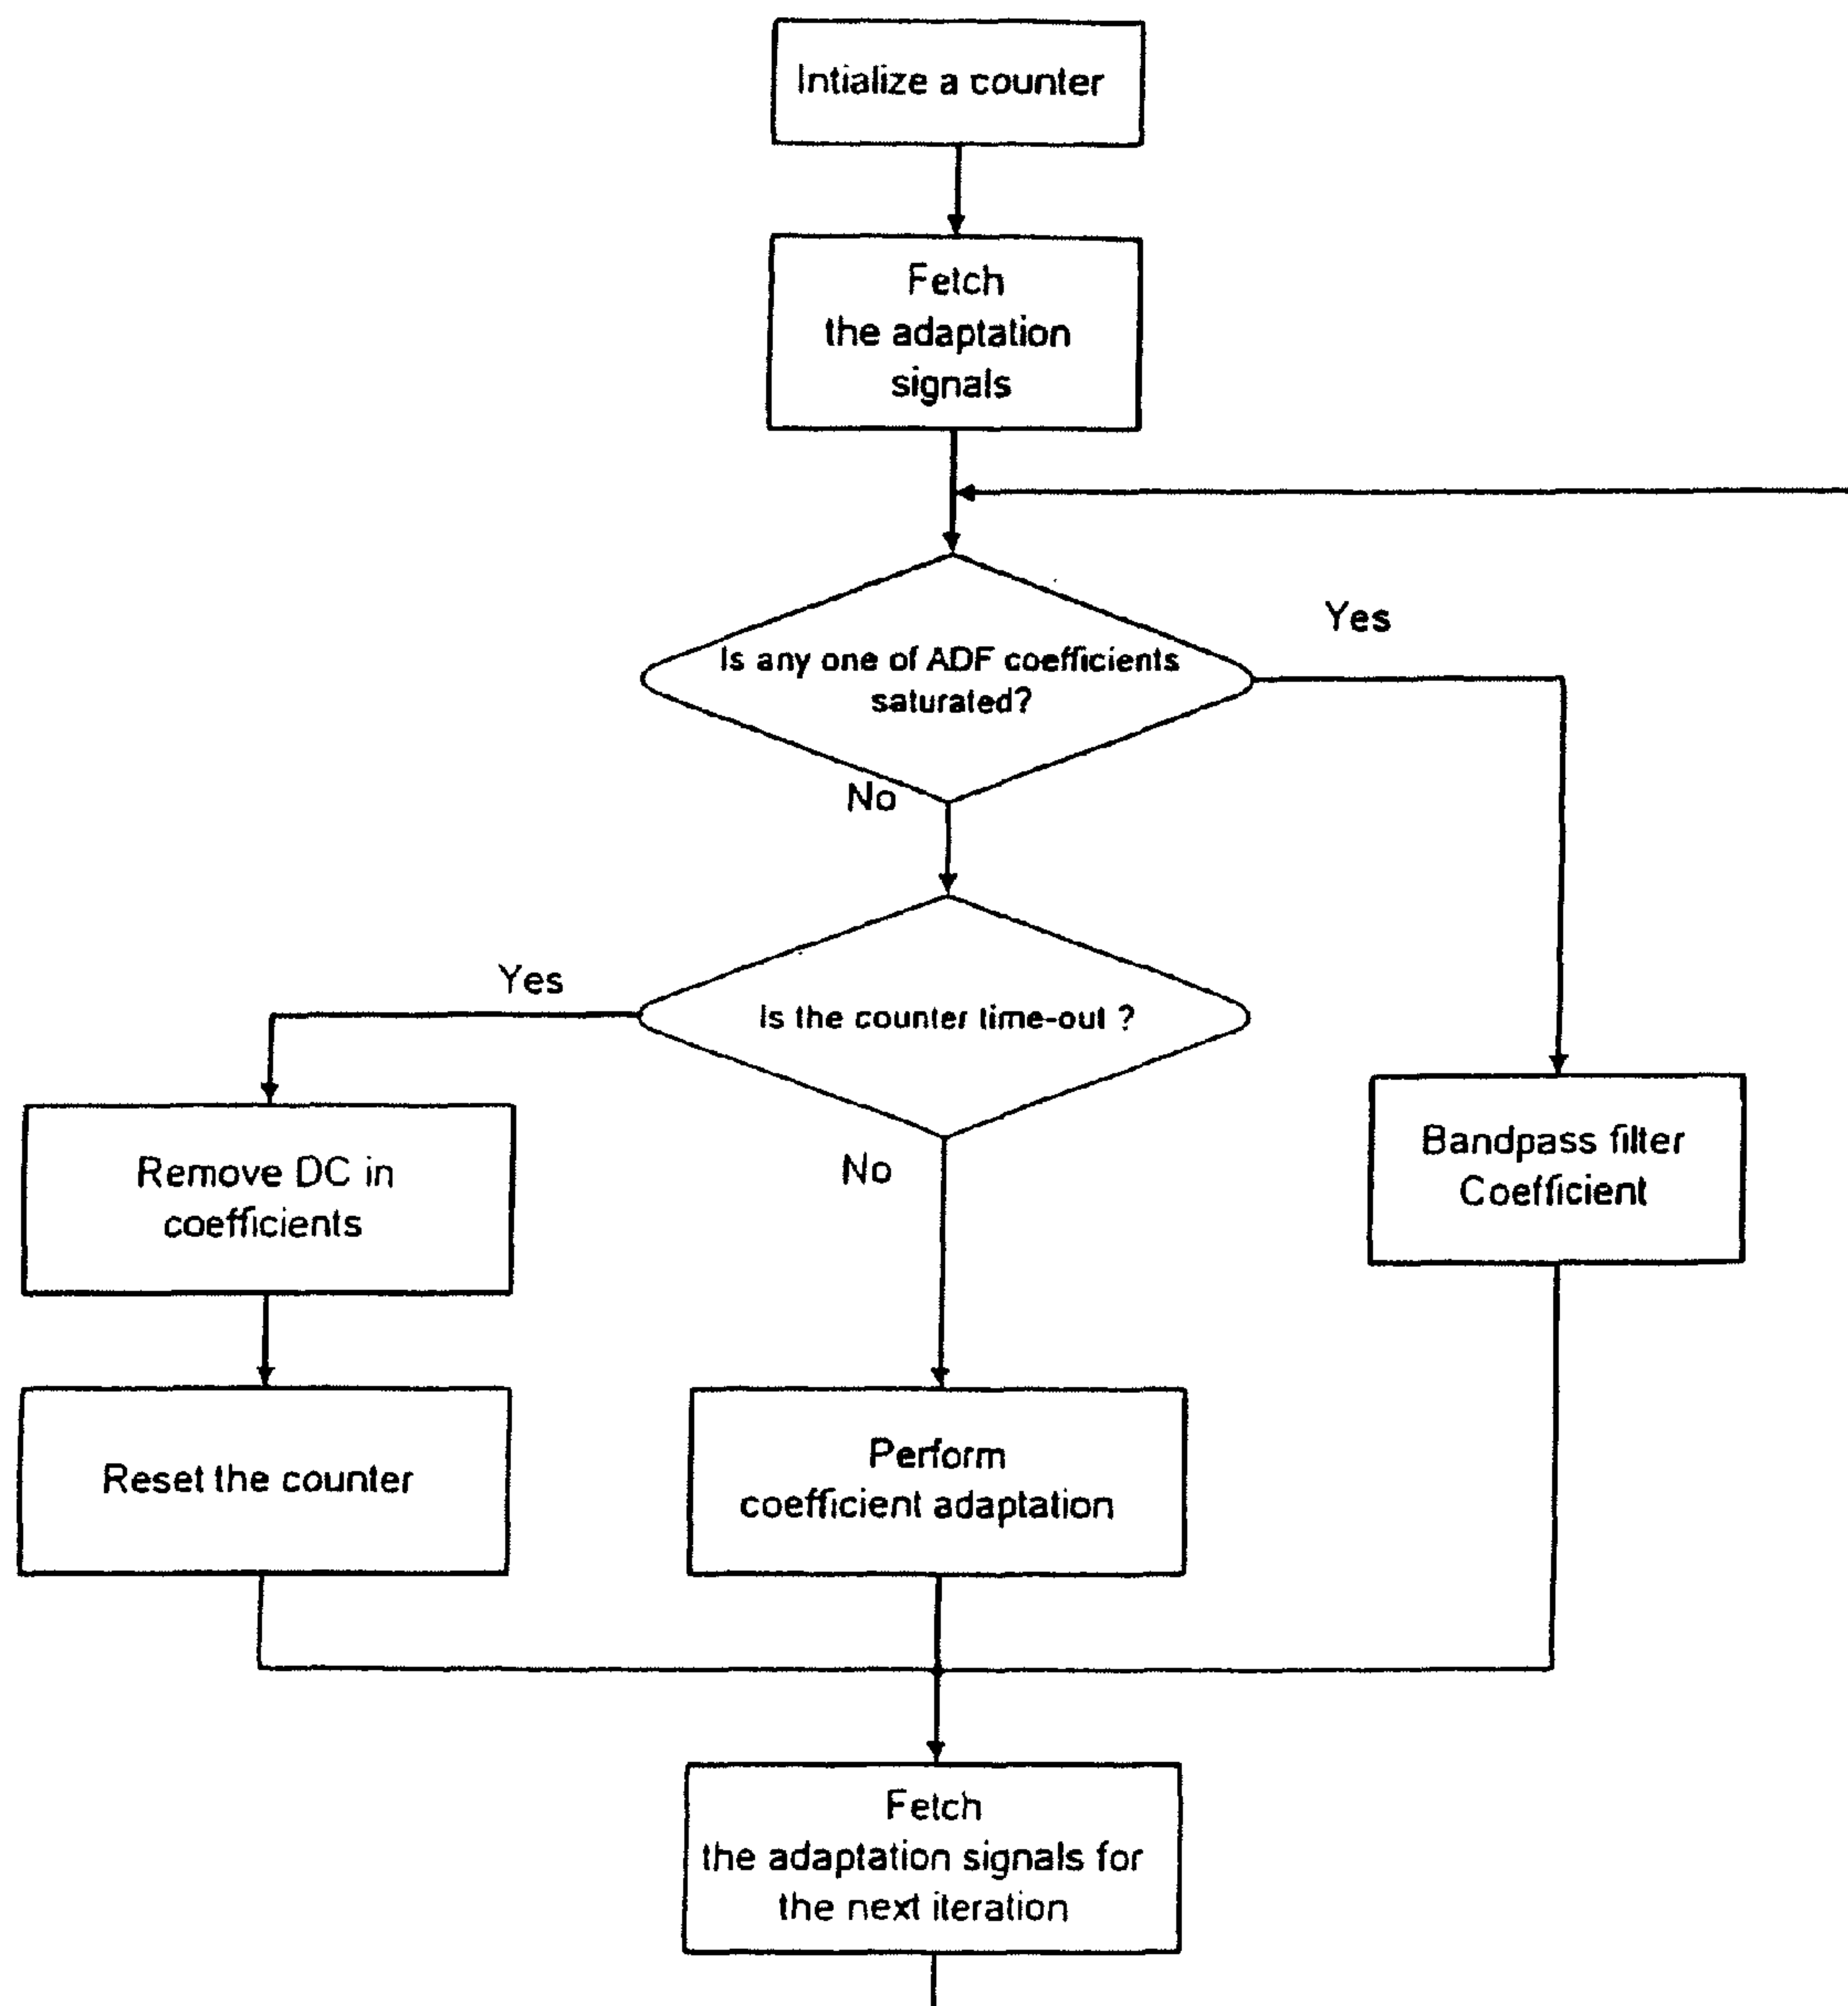 Intialize a counter
Fetch
the adaptation
signals
Yes
Is any one of ADF coefficients
saturated?
No
Yes
Is the counter time-out ?
No
Remove DC in
coefficients
Bandpass filter
Coefficient
Reset the counter
Perform
coefficient adaptation
Fetch
the adaptation signals for
the next iteration